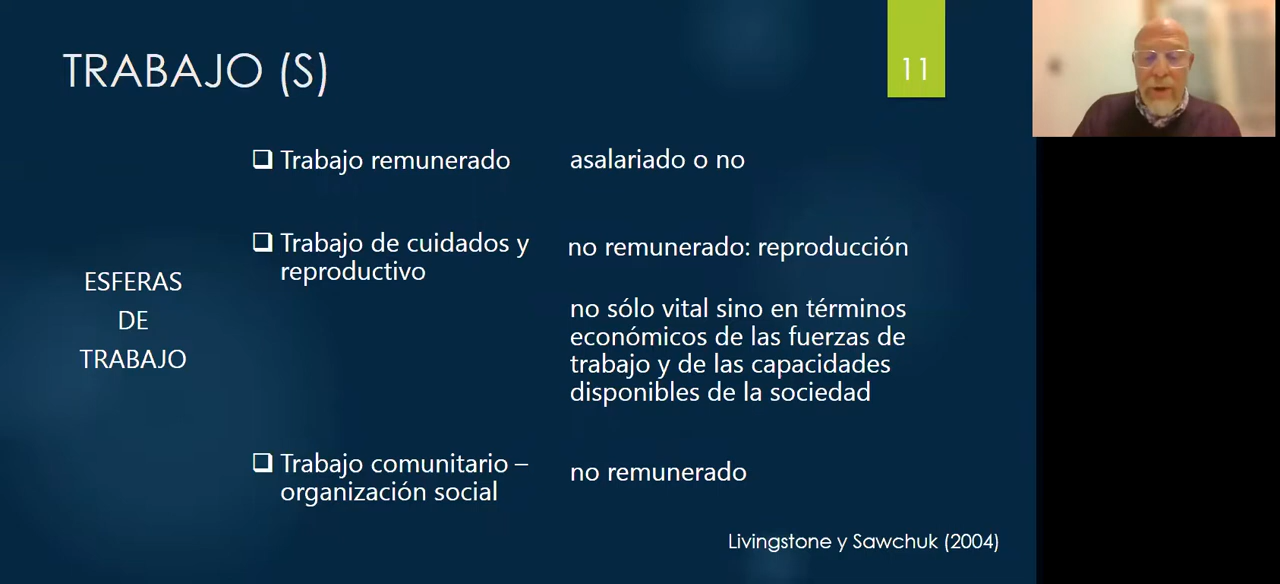 TRABAJO (S)
11
ESFERAS
DE
TRABAJO
❑ Trabajo remunerado
asalariado o no
❑ Trabajo de cuidados y
reproductivo
no remunerado: reproducción
no sólo vital sino en términos
económicos de las fuerzas de
trabajo y de las capacidades
disponibles de la sociedad
❑ Trabajo comunitario –
organización social
no remunerado
Livingstone y Sawchuk (2004)